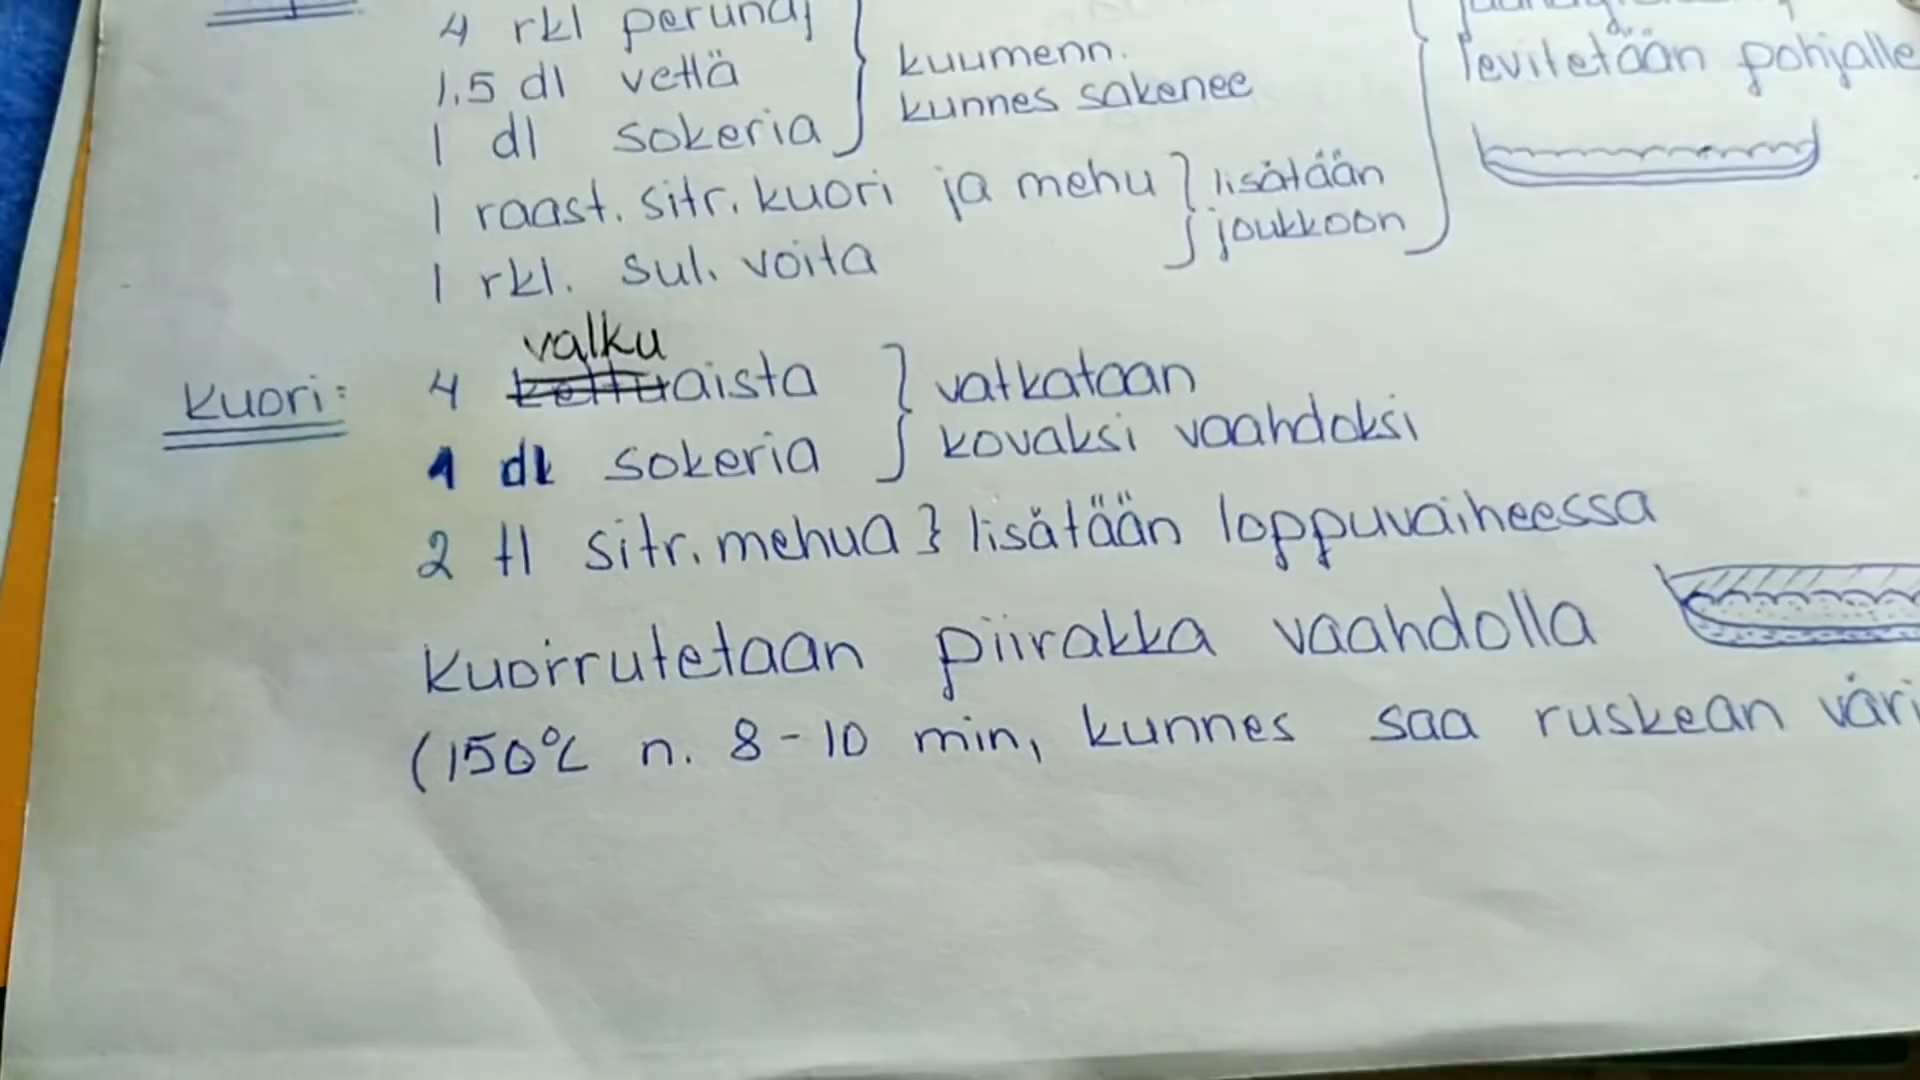 4 rkl perunaj
1,5 dl vettä } kuumenn. kunnes sakenee
1 dl sokeria
levitetään pohjalle
1 raast. sitr. kuori ja mehu } lisätään joukkoon
1 rkl. sul. voita
valku
Kuori: 4 keltuaista } vatkataan
1 dl sokeria } kovaksi vaahdoksi
2 tl sitr. mehua } lisätään loppuvaiheessa
Kuorrutetaan piirakka vaahdolla
(150°C n. 8-10 min, kunnes saa ruskean väri